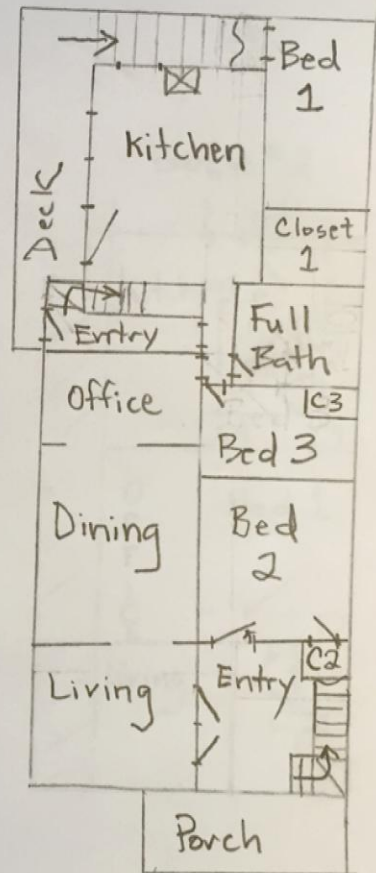 Bed
1
Kitchen
Deck
Closet
1
Entry
Full
Bath
Office
C3
Bed 3
Dining
Bed
2
Living
Entry
C2
Porch